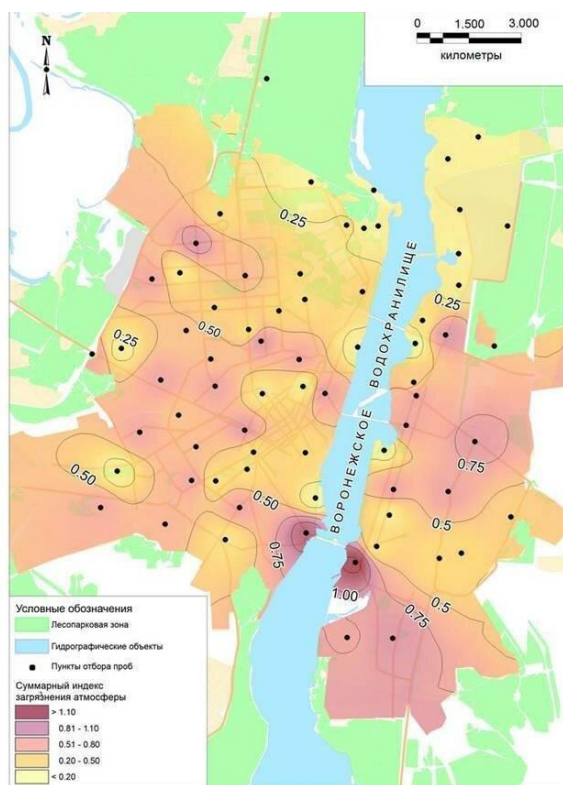 N
0 1.500 3.000
километры
0.25
0.50
0.25
0.25
ВОРОНЕЖСКОЕ ВОДОХРАНИЛИЩЕ
0.75
0.50
0.50
0.5
0.75
1.00
0.5
0.75
Условные обозначения
Лесопарковая зона
Гидрографические объекты
Пункты отбора проб
Суммарный индекс
загрязнения атмосферы
> 1.10
0.81 - 1.10
0.51 - 0.80
0.20 - 0.50
< 0.20